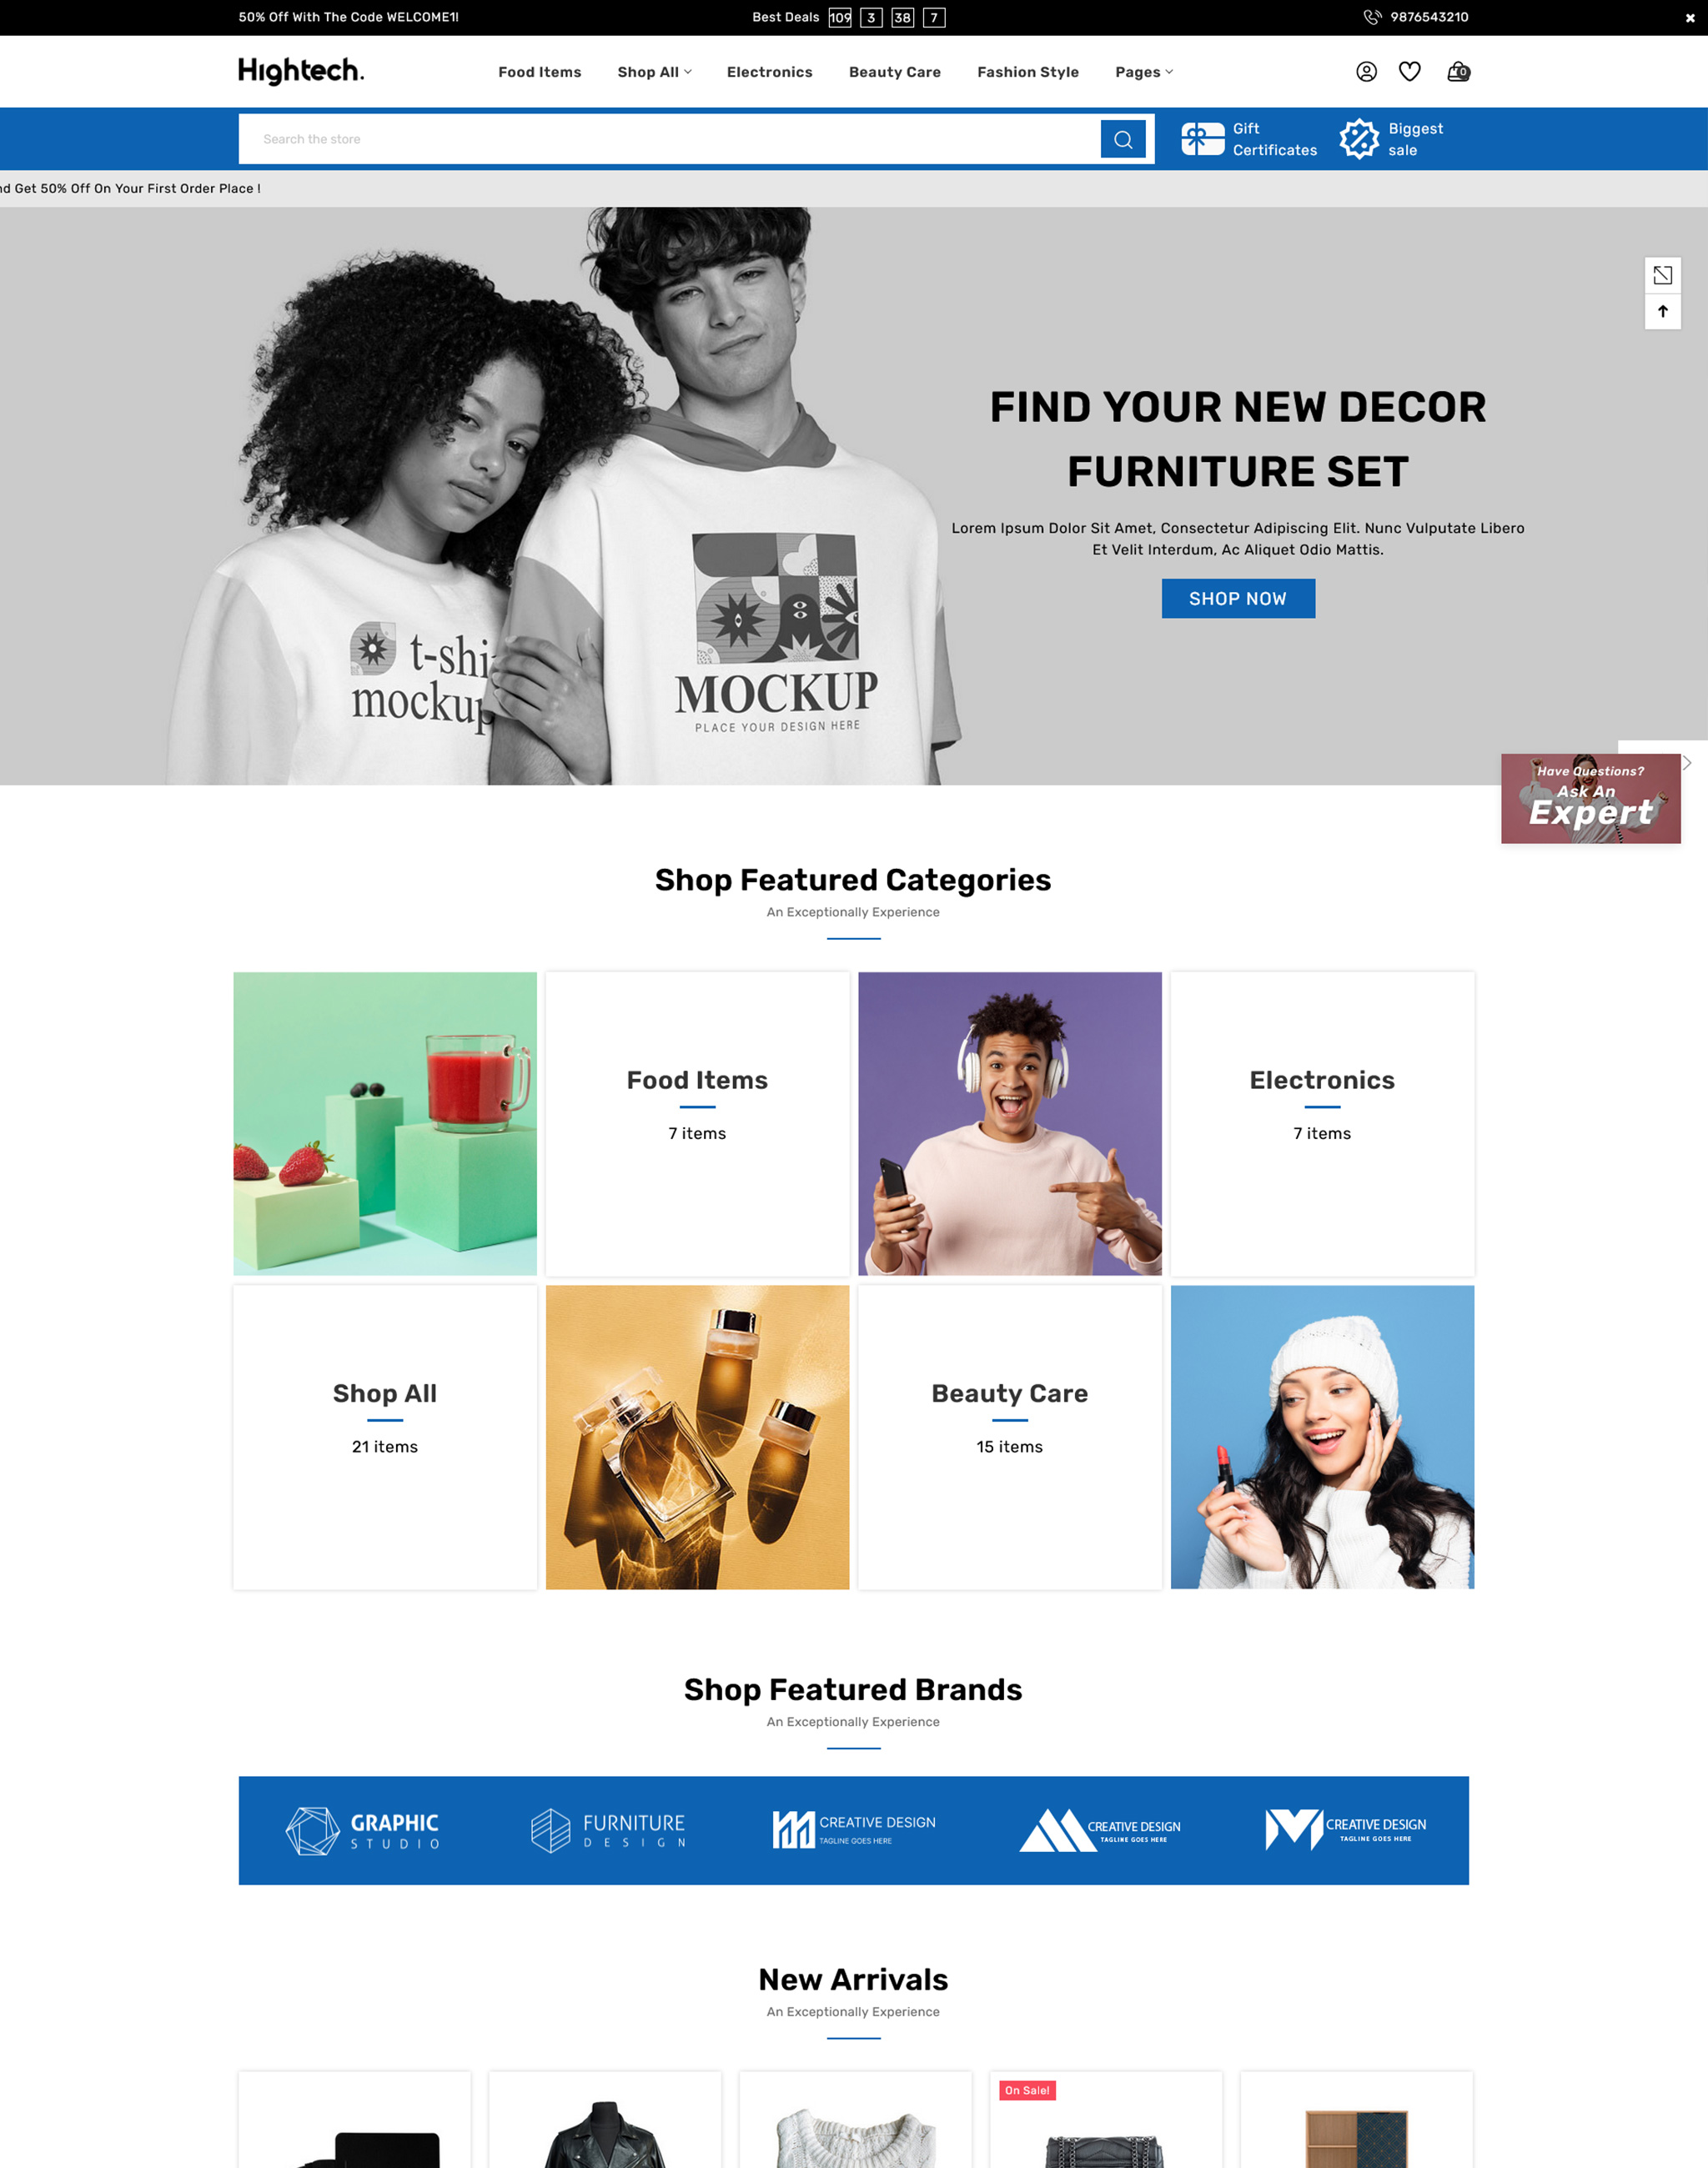 50% Off With The Code WELCOME1!
Best Deals 109 3 38 7
9876543210
Hightech.
Food Items Shop All Electronics Beauty Care Fashion Style Pages
0
Search the store
Gift
Certificates
Biggest
sale
Get 50% Off On Your First Order Place !
FIND YOUR NEW DECOR
FURNITURE SET
Lorem Ipsum Dolor Sit Amet, Consectetur Adipiscing Elit. Nunc Vulputate Libero
Et Velit Interdum, Ac Aliquet Odio Mattis.
SHOP NOW
t-shi
mockup
MOCKUP
PLACE YOUR DESIGN HERE
Have Questions?
Ask An
Expert
Shop Featured Categories
An Exceptionally Experience
Food Items
7 items
Electronics
7 items
Shop All
21 items
Beauty Care
15 items
Shop Featured Brands
An Exceptionally Experience
GRAPHIC
STUDIO
FURNITURE
DESIGN
CREATIVE DESIGN
TAGLINE GOES HERE
CREATIVE DESIGN
TAGLINE GOES HERE
CREATIVE DESIGN
TAGLINE GOES HERE
New Arrivals
An Exceptionally Experience
On Sale!